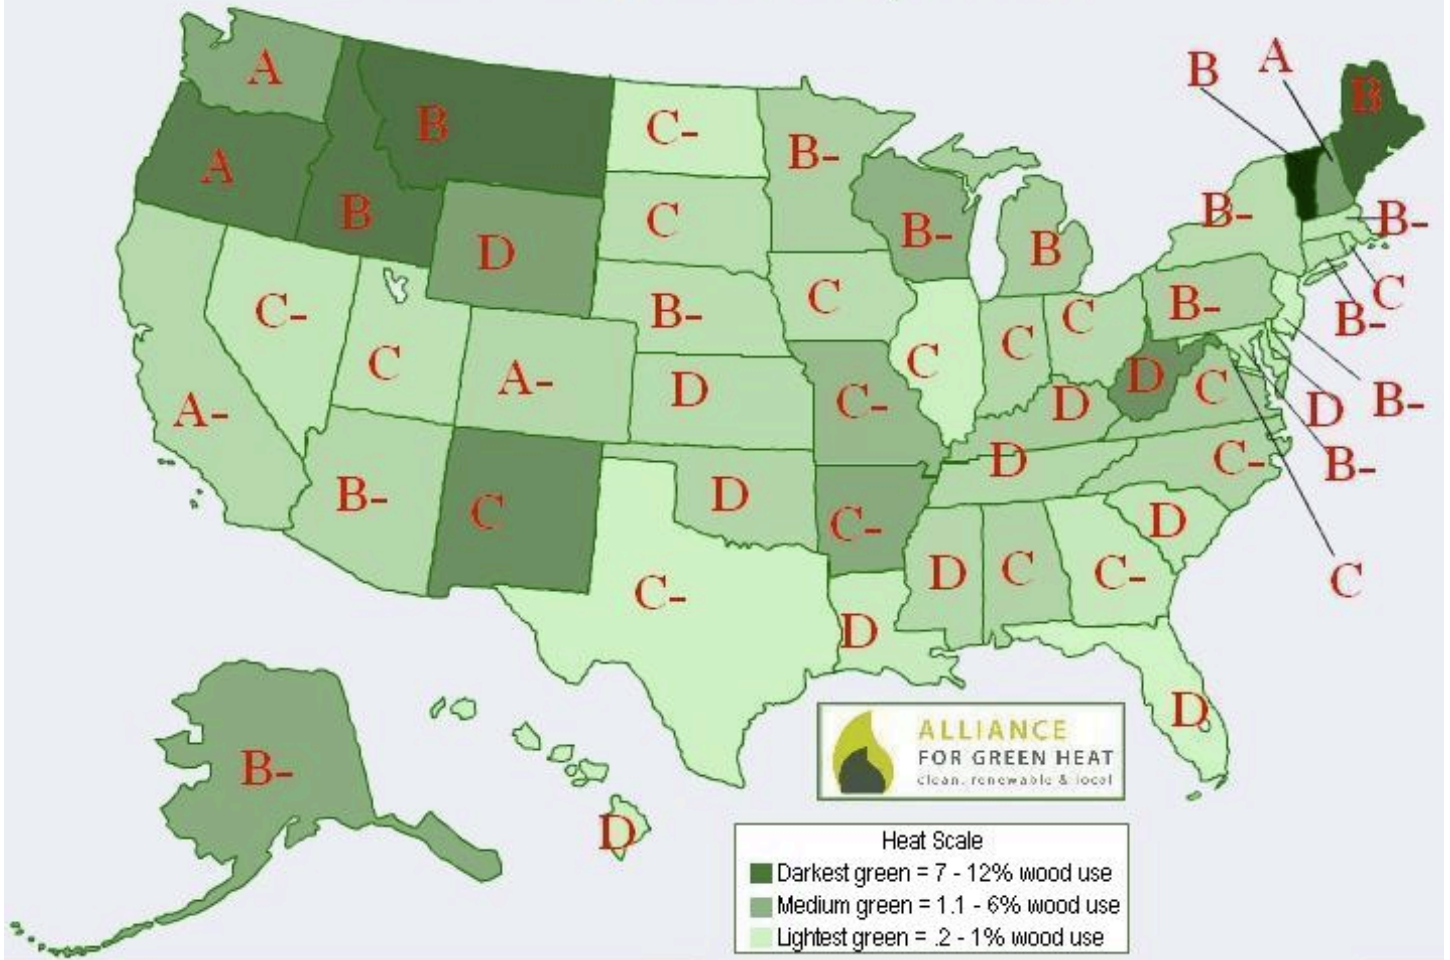 A
B
A
B
B
A
B
D
C-
C
B-
B-
B-
B
B-
B-
C
B-
C-
C
A-
A-
B-
D
C
C
C
C
B-
D
C
C-
C
D
D
D
C-
B-
D
B-
C
B-
C
D
C-
C-
D
D
C
C-
D
D
D
B-
D
ALLIANCE
FOR GREEN HEAT
clean, renewable & local
Heat Scale
Darkest green = 7 - 12% wood use
Medium green = 1.1 - 6% wood use
Lightest green = .2 - 1% wood use